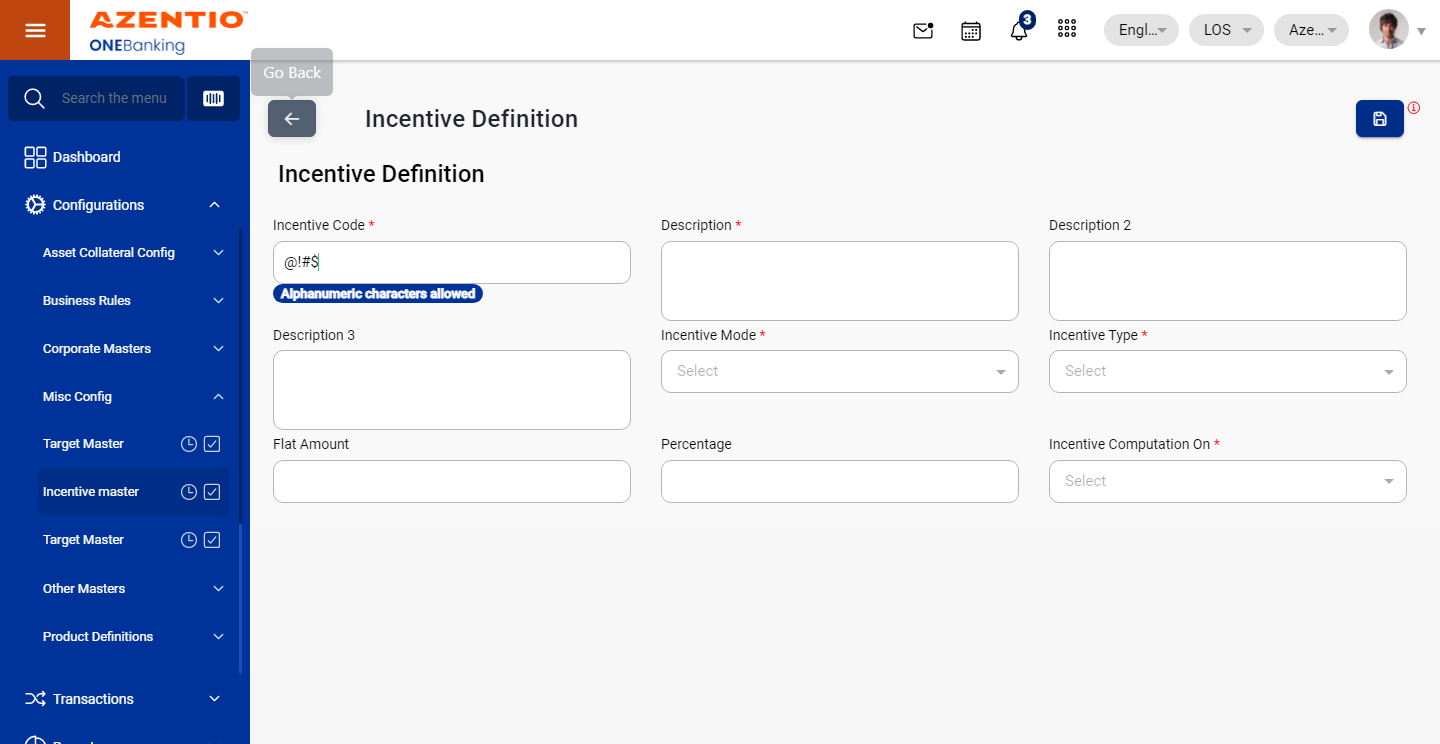 AZENTIO™
ONEBanking
3
Engl...
LOS
Aze...
Go Back
Search the menu
Incentive Definition
Dashboard
Incentive Definition
Configurations
Incentive Code *
Description *
Description 2
Asset Collateral Config
@!#$
Alphanumeric characters allowed
Business Rules
Description 3
Incentive Mode *
Incentive Type *
Corporate Masters
Select
Select
Misc Config
Target Master
Flat Amount
Percentage
Incentive Computation On *
Select
Incentive master
Target Master
Other Masters
Product Definitions
Transactions